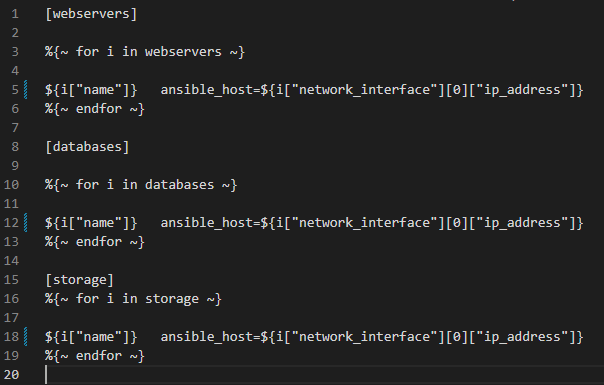 1 [webservers]
2
3 %{~ for i in webservers ~}
4
5 ${i["name"]}   ansible_host=${i["network_interface"][0]["ip_address"]}
6 %{~ endfor ~}
7
8 [databases]
9
10 %{~ for i in databases ~}
11
12 ${i["name"]}   ansible_host=${i["network_interface"][0]["ip_address"]}
13 %{~ endfor ~}
14
15 [storage]
16 %{~ for i in storage ~}
17
18 ${i["name"]}   ansible_host=${i["network_interface"][0]["ip_address"]}
19 %{~ endfor ~}
20